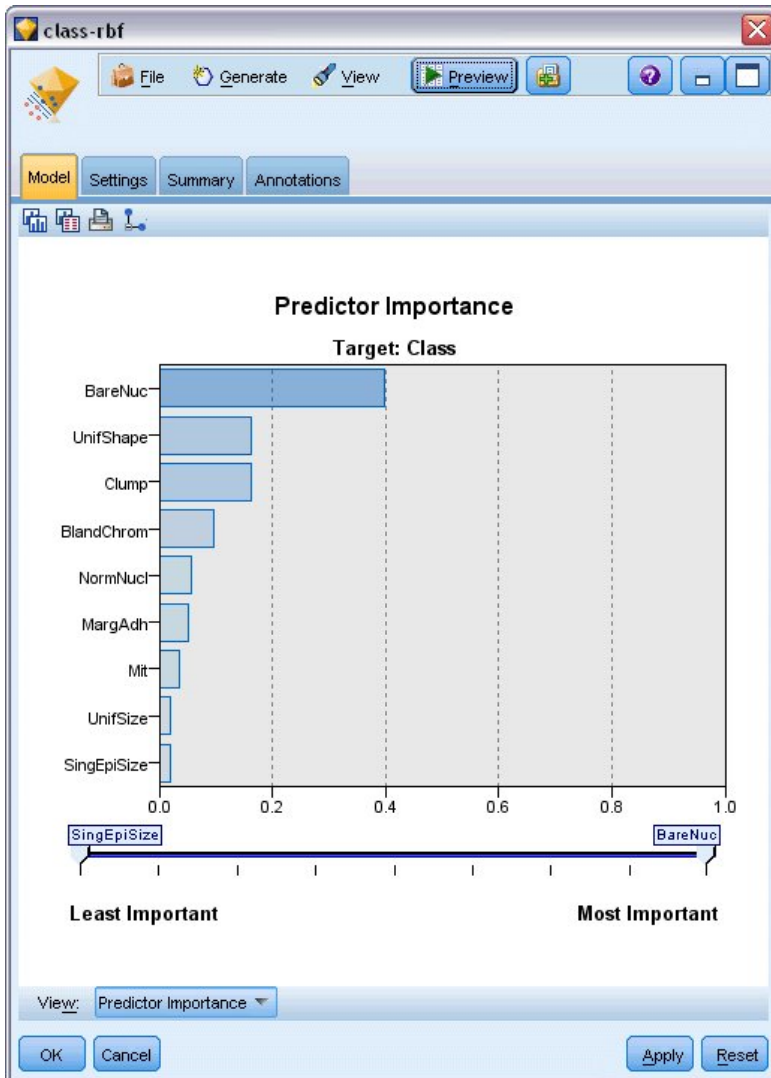 class-rbf
File Generate View Preview
Model Settings Summary Annotations
Predictor Importance
Target: Class
BareNuc
UnifShape
Clump
BlandChrom
NormNucl
MargAdh
Mit
UnifSize
SingEpiSize
0.0 0.2 0.4 0.6 0.8 1.0
SingEpiSize BareNuc
Least Important Most Important
View: Predictor Importance
OK Cancel Apply Reset